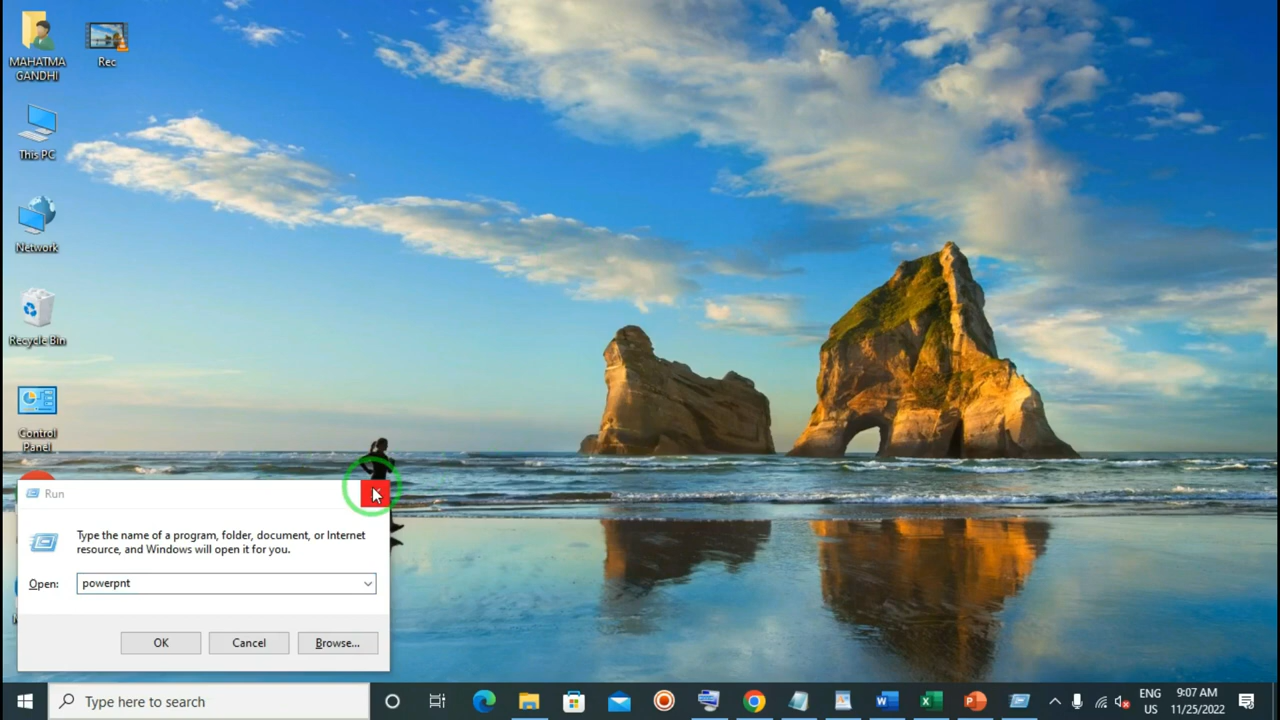 MAHATMA
GANDHI
Rec
This PC
Network
Recycle Bin
Control
Panel
Run
Type the name of a program, folder, document, or Internet
resource, and Windows will open it for you.
Open: powerpnt
OK Cancel Browse...
Type here to search
ENG
US
9:07 AM
11/25/2022